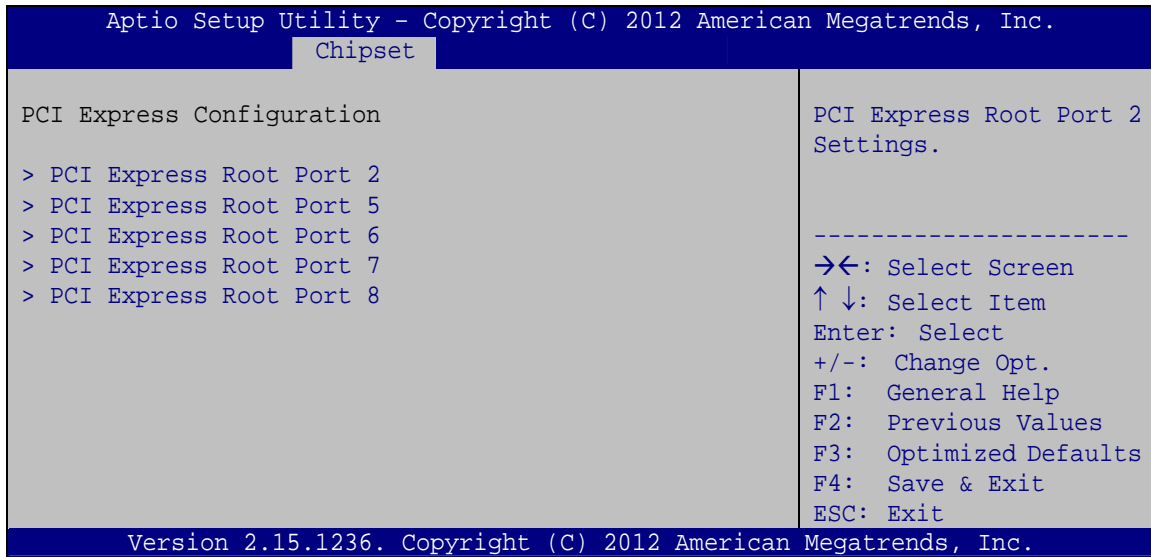 Aptio Setup Utility – Copyright (C) 2012 American Megatrends, Inc.
Chipset
PCI Express Configuration
> PCI Express Root Port 2
> PCI Express Root Port 5
> PCI Express Root Port 6
> PCI Express Root Port 7
> PCI Express Root Port 8
PCI Express Root Port 2
Settings.
----------------------
→←: Select Screen
↑ ↓: Select Item
Enter: Select
+/-: Change Opt.
F1: General Help
F2: Previous Values
F3: Optimized Defaults
F4: Save & Exit
ESC: Exit
Version 2.15.1236. Copyright (C) 2012 American Megatrends, Inc.